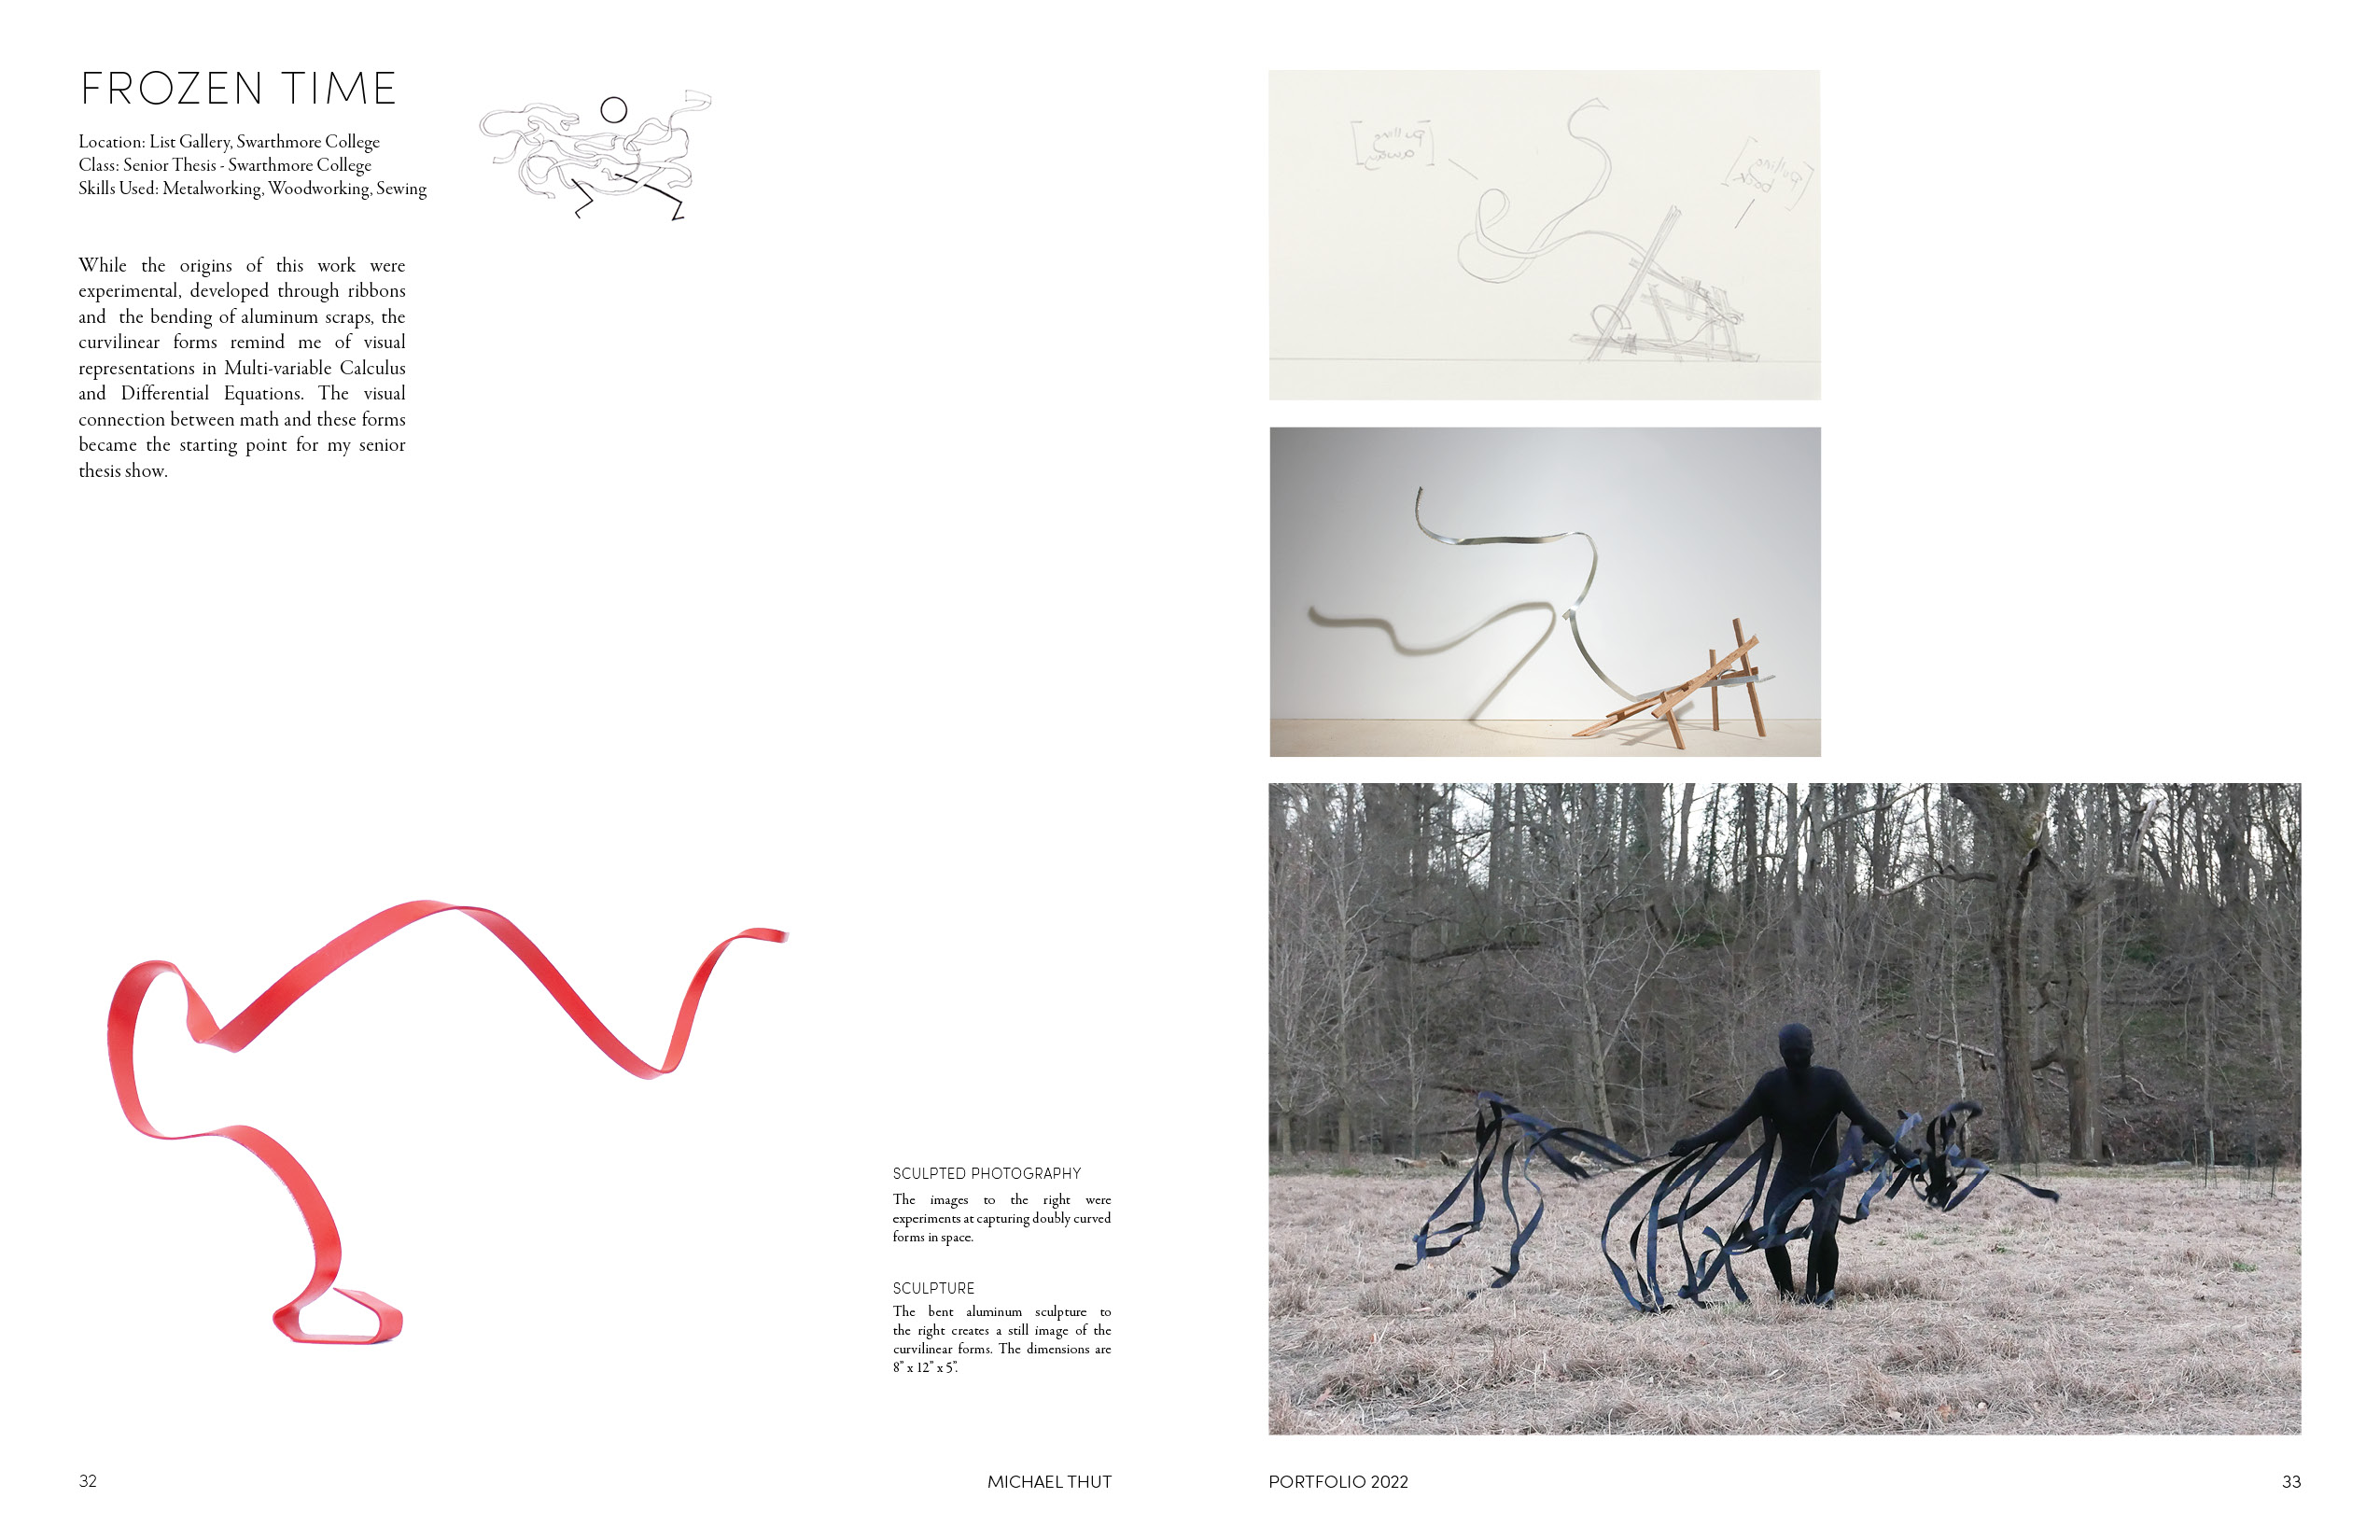 FROZEN TIME
Location: List Gallery, Swarthmore College
Class: Senior Thesis - Swarthmore College
Skills Used: Metalworking, Woodworking, Sewing
While the origins of this work were
experimental, developed through ribbons
and the bending of aluminum scraps, the
curvilinear forms remind me of visual
representations in Multi-variable Calculus
and Differential Equations. The visual
connection between math and these forms
became the starting point for my senior
thesis show.
SCULPTED PHOTOGRAPHY
The images to the right were
experiments at capturing doubly curved
forms in space.
SCULPTURE
The bent aluminum sculpture to
the right creates a still image of the
curvilinear forms. The dimensions are
8” x 12” x 5”.
32
MICHAEL THUT
[pulling
away]
[pulling
back]
PORTFOLIO 2022
33